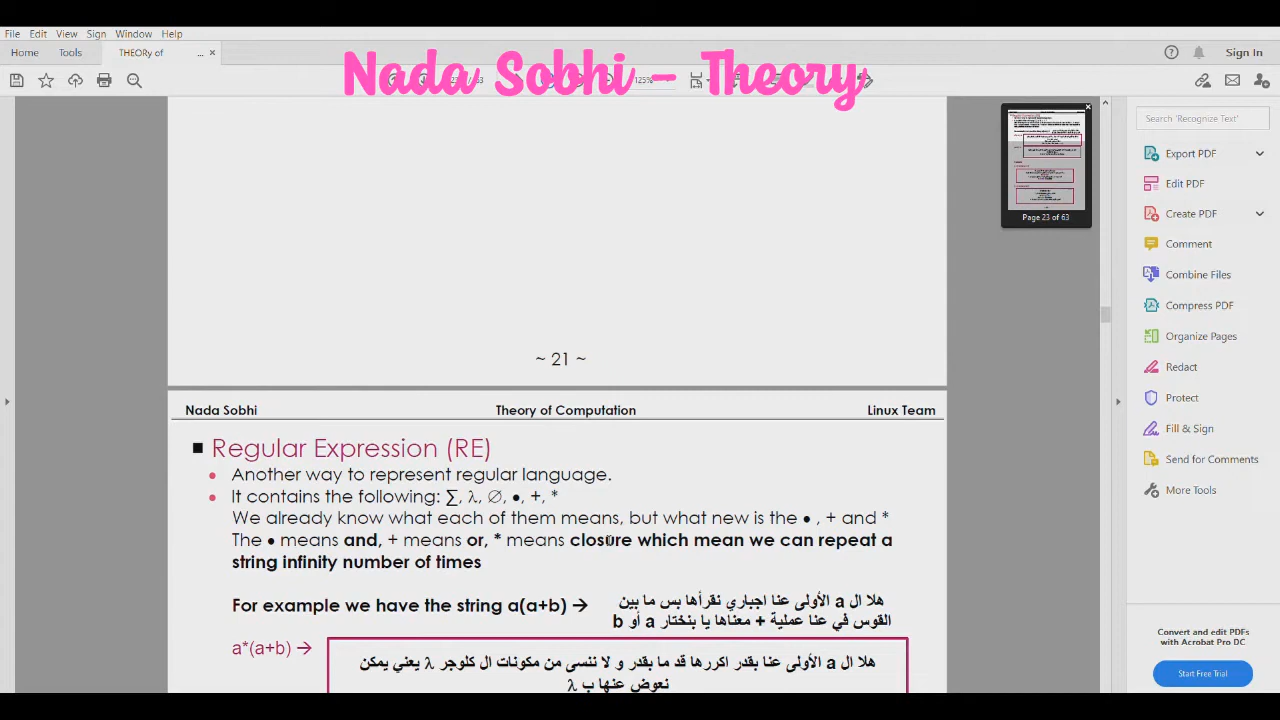 File Edit View Sign Window Help
Home Tools THEORy of ... × Sign In
Nada Sobhi - Theory
125%
Search 'Recognize Text'
Export PDF
Edit PDF
Create PDF
Page 23 of 63
Comment
Combine Files
Compress PDF
Organize Pages
Redact
Protect
Fill & Sign
Send for Comments
More Tools
Convert and edit PDFs
with Acrobat Pro DC
Start Free Trial
~ 21 ~
Nada Sobhi Theory of Computation Linux Team
■ Regular Expression (RE)
• Another way to represent regular language.
• It contains the following: ∑, λ, ∅, •, +, *
We already know what each of them means, but what new is the • , + and *
The • means and, + means or, * means closure which mean we can repeat a
string infinity number of times
For example we have the string a(a+b) →
هلا ال a الأولى عنا اجباري نقرأها بس ما بين
القوس في عنا عملية + معناها يا بنختار a أو b
a*(a+b) →
هلا ال a الأولى عنا بقدر اكررها قد ما بقدر و لا ننسى من مكونات ال كلوجر λ يعني يمكن
نعوض عنها ب λ